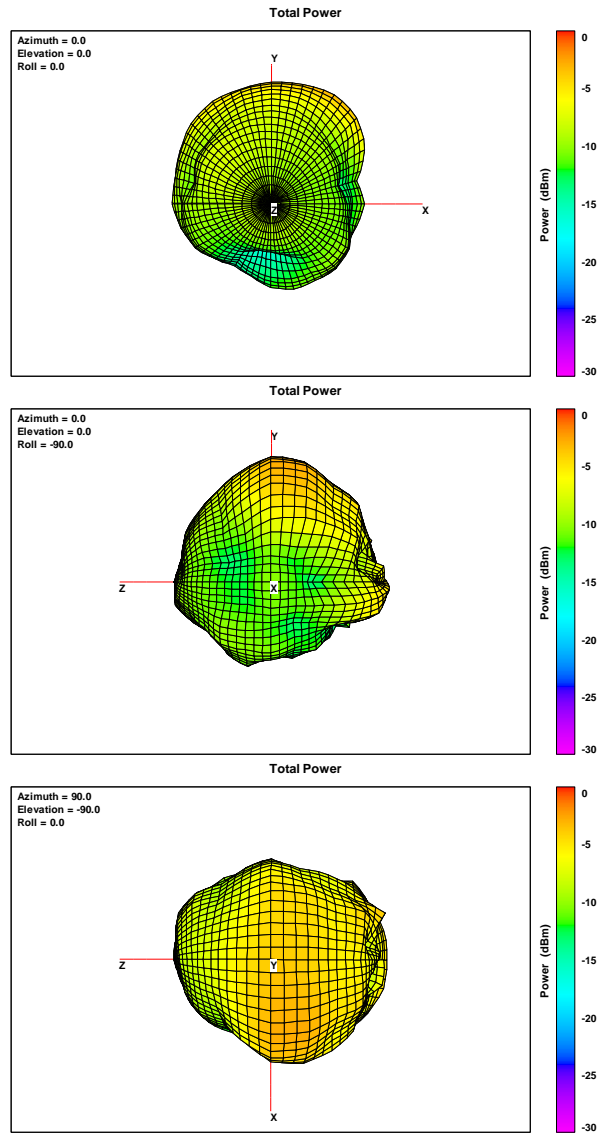 Total Power
Azimuth = 0.0
Elevation = 0.0
Roll = 0.0
Y
Z
X
0
-5
-10
-15
-20
-25
-30
Power (dBm)
Total Power
Azimuth = 0.0
Elevation = 0.0
Roll = -90.0
Y
Z
X
0
-5
-10
-15
-20
-25
-30
Power (dBm)
Total Power
Azimuth = 90.0
Elevation = -90.0
Roll = 0.0
Z
Y
X
0
-5
-10
-15
-20
-25
-30
Power (dBm)